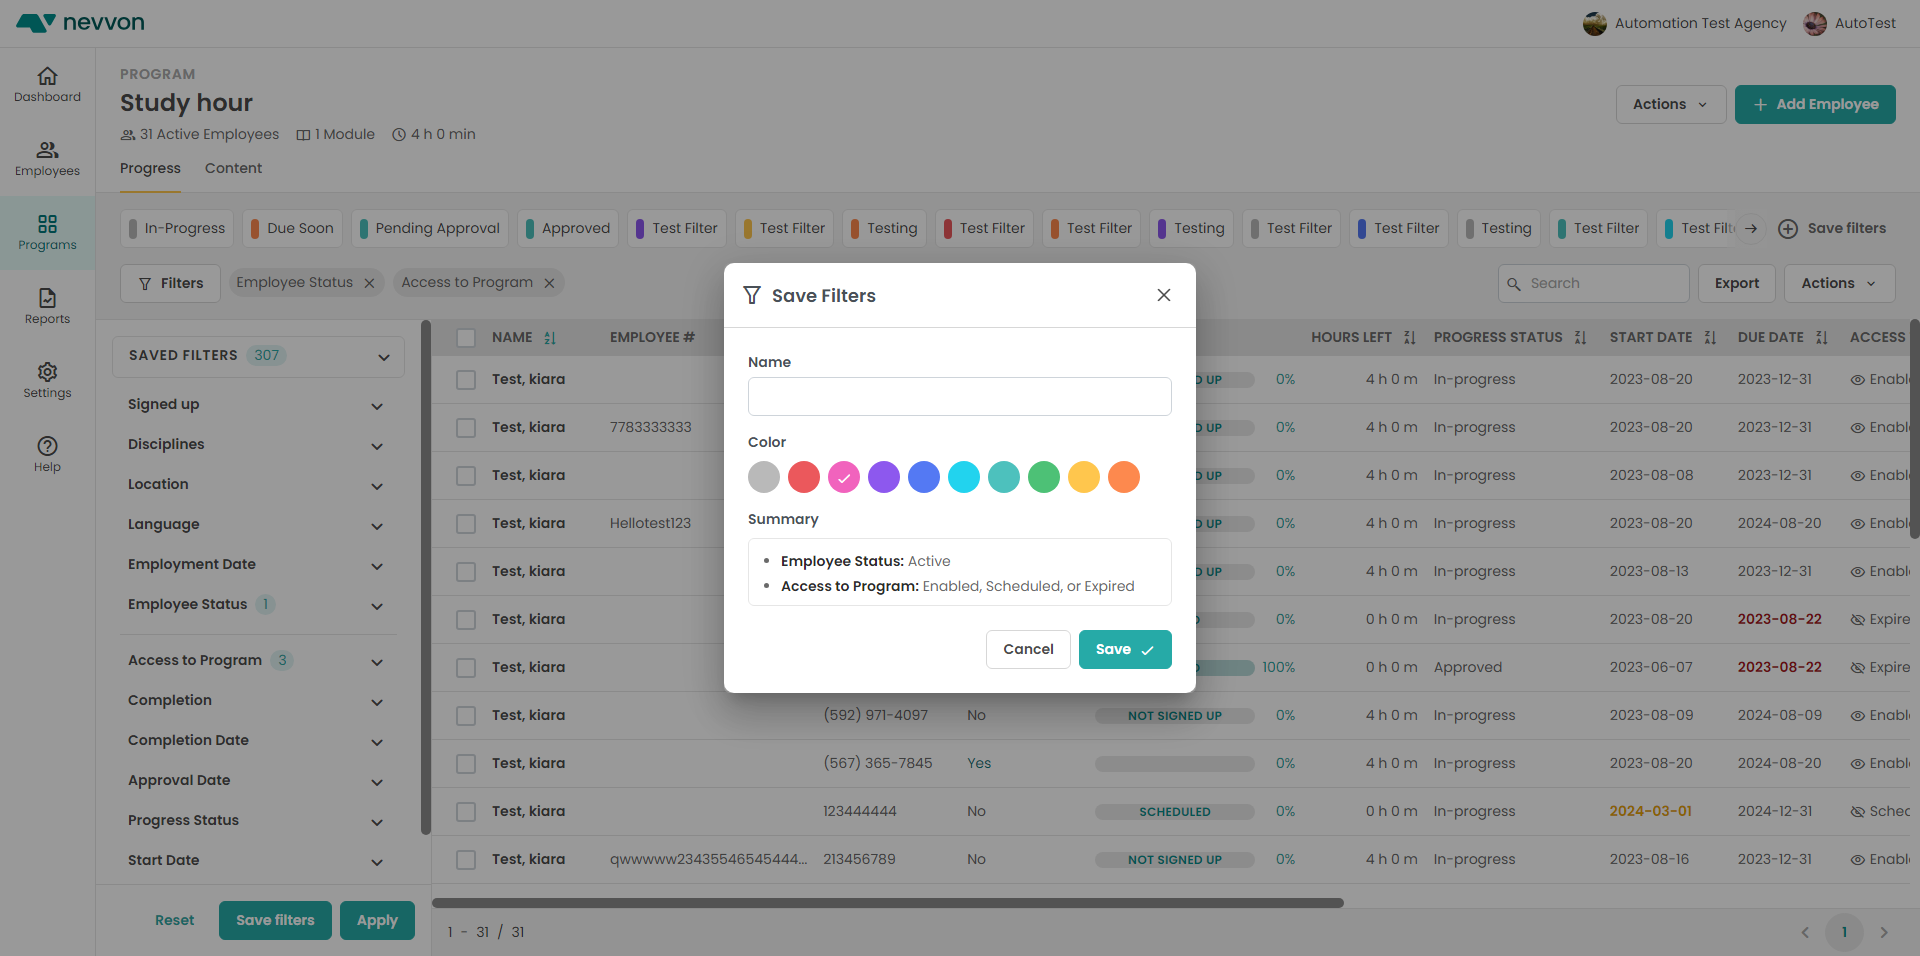 nevvon
Automation Test Agency
AutoTest
Dashboard
Employees
Programs
Reports
Settings
Help
PROGRAM
Study hour
31 Active Employees 1 Module 4 h 0 min
Actions
Add Employee
Progress Content
In-Progress Due Soon Pending Approval Approved Test Filter Test Filter Testing Test Filter Test Filter Testing Test Filter Test Filter Testing Test Filter Test Save filters
Filters Employee Status Access to Program
Search Export Actions
SAVED FILTERS 307
Signed up
Disciplines
Location
Language
Employment Date
Employee Status 1
Access to Program 3
Completion
Completion Date
Approval Date
Progress Status
Start Date
Reset Save filters Apply
NAME EMPLOYEE # HOURS LEFT PROGRESS STATUS START DATE DUE DATE ACCESS
Test, kiara UP 0% 4 h 0 m In-progress 2023-08-20 2023-12-31
Test, kiara 7783333333 UP 0% 4 h 0 m In-progress 2023-08-20 2023-12-31
Test, kiara UP 0% 4 h 0 m In-progress 2023-08-08 2023-12-31
Test, kiara Hellotest123 UP 0% 4 h 0 m In-progress 2023-08-20 2024-08-20
Test, kiara UP 0% 4 h 0 m In-progress 2023-08-13 2023-12-31
Test, kiara 0% 0 h 0 m In-progress 2023-08-20 2023-08-22
Test, kiara 100% 0 h 0 m Approved 2023-06-07 2023-08-22
Test, kiara (592) 971-4097 No NOT SIGNED UP 0% 4 h 0 m In-progress 2023-08-09 2024-08-09
Test, kiara (567) 365-7845 Yes 0% 4 h 0 m In-progress 2023-08-20 2024-08-20
Test, kiara 123444444 No SCHEDULED 0% 0 h 0 m In-progress 2024-03-01 2024-12-31
Test, kiara qwwwww23435546545444... 213456789 No NOT SIGNED UP 0% 4 h 0 m In-progress 2023-08-16 2023-12-31
1 - 31 / 31
1
Save Filters
Name
Color
Summary
Employee Status: Active
Access to Program: Enabled, Scheduled, or Expired
Cancel
Save